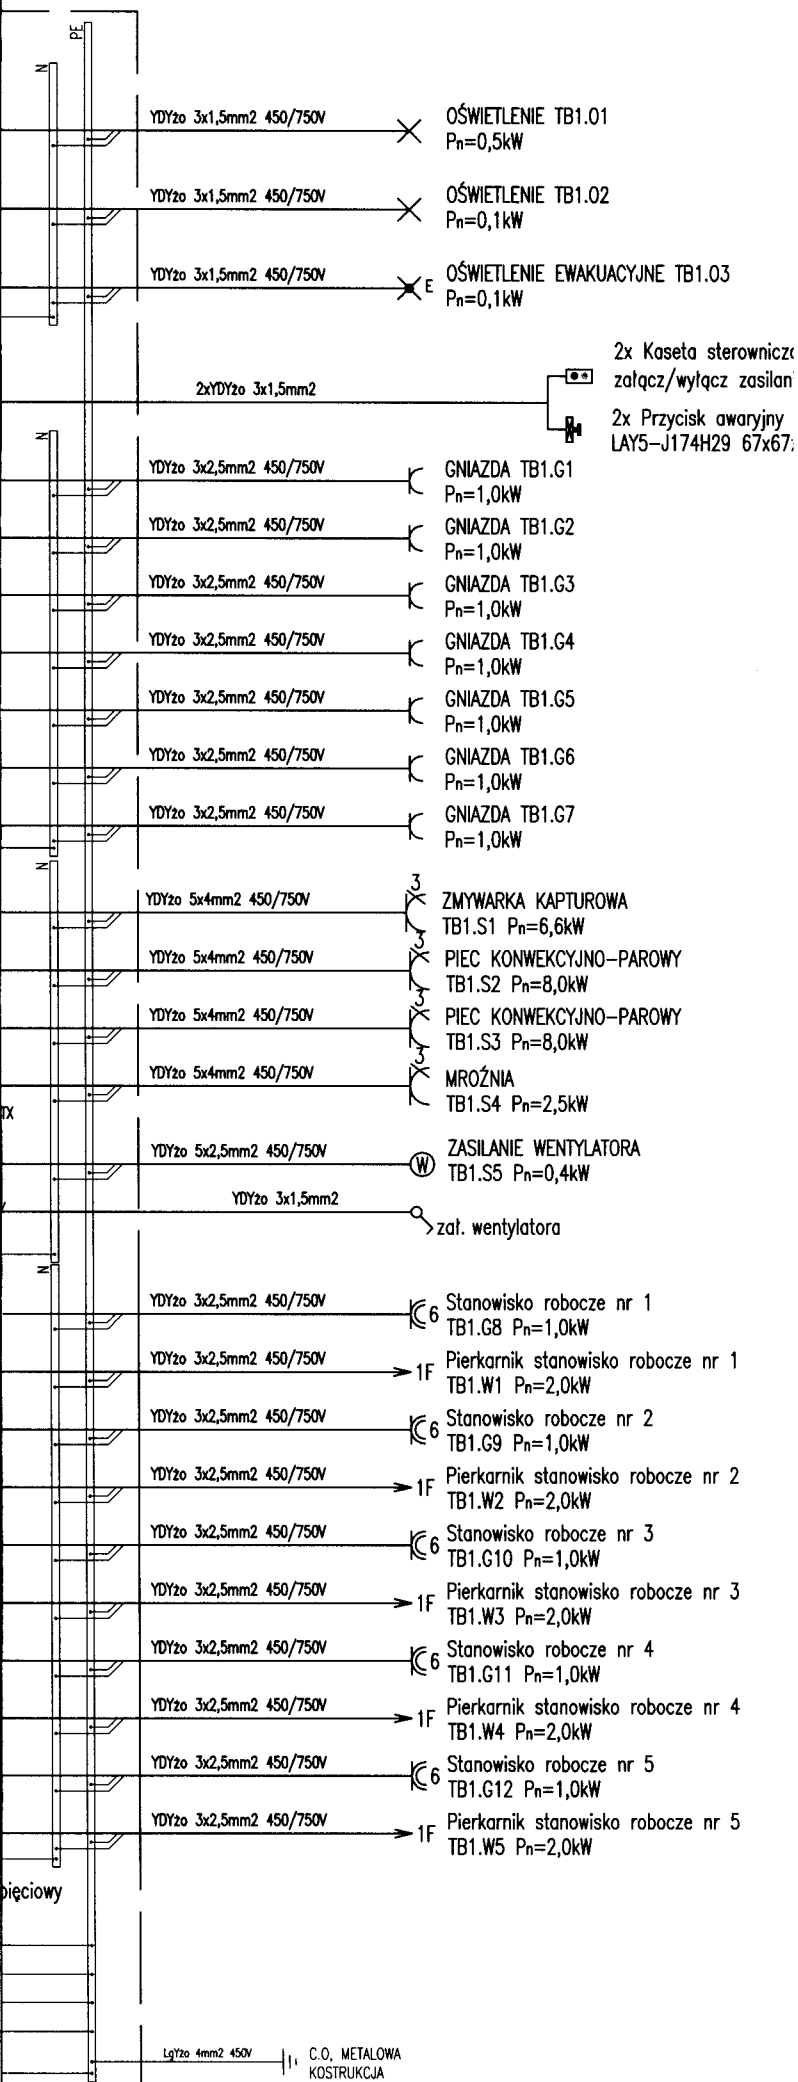 PE
N
YDYżo 3x1,5mm2 450/750V
OŚWIETLENIE TB1.O1
Pn=0,5kW
YDYżo 3x1,5mm2 450/750V
OŚWIETLENIE TB1.O2
Pn=0,1kW
YDYżo 3x1,5mm2 450/750V
E
OŚWIETLENIE EWAKUACYJNE TB1.O3
Pn=0,1kW
2xYDYżo 3x1,5mm2
2x Kaseta sterownicza
załącz/wyłącz zasilani
2x Przycisk awaryjny
LAY5-J174H29 67x67
N
YDYżo 3x2,5mm2 450/750V
GNIAZDA TB1.G1
Pn=1,0kW
YDYżo 3x2,5mm2 450/750V
GNIAZDA TB1.G2
Pn=1,0kW
YDYżo 3x2,5mm2 450/750V
GNIAZDA TB1.G3
Pn=1,0kW
YDYżo 3x2,5mm2 450/750V
GNIAZDA TB1.G4
Pn=1,0kW
YDYżo 3x2,5mm2 450/750V
GNIAZDA TB1.G5
Pn=1,0kW
YDYżo 3x2,5mm2 450/750V
GNIAZDA TB1.G6
Pn=1,0kW
YDYżo 3x2,5mm2 450/750V
GNIAZDA TB1.G7
Pn=1,0kW
N
YDYżo 5x4mm2 450/750V
3
ZMYWARKA KAPTUROWA
TB1.S1 Pn=6,6kW
YDYżo 5x4mm2 450/750V
3
PIEC KONWEKCYJNO-PAROWY
TB1.S2 Pn=8,0kW
YDYżo 5x4mm2 450/750V
3
PIEC KONWEKCYJNO-PAROWY
TB1.S3 Pn=8,0kW
YDYżo 5x4mm2 450/750V
3
MROŹNIA
TB1.S4 Pn=2,5kW
TX
YDYżo 5x2,5mm2 450/750V
W
ZASILANIE WENTYLATORA
TB1.S5 Pn=0,4kW
YDYżo 3x1,5mm2
zał. wentylatora
N
YDYżo 3x2,5mm2 450/750V
6
Stanowisko robocze nr 1
TB1.G8 Pn=1,0kW
YDYżo 3x2,5mm2 450/750V
1F
Pierkarnik stanowisko robocze nr 1
TB1.W1 Pn=2,0kW
YDYżo 3x2,5mm2 450/750V
6
Stanowisko robocze nr 2
TB1.G9 Pn=1,0kW
YDYżo 3x2,5mm2 450/750V
1F
Pierkarnik stanowisko robocze nr 2
TB1.W2 Pn=2,0kW
YDYżo 3x2,5mm2 450/750V
6
Stanowisko robocze nr 3
TB1.G10 Pn=1,0kW
YDYżo 3x2,5mm2 450/750V
1F
Pierkarnik stanowisko robocze nr 3
TB1.W3 Pn=2,0kW
YDYżo 3x2,5mm2 450/750V
6
Stanowisko robocze nr 4
TB1.G11 Pn=1,0kW
YDYżo 3x2,5mm2 450/750V
1F
Pierkarnik stanowisko robocze nr 4
TB1.W4 Pn=2,0kW
YDYżo 3x2,5mm2 450/750V
6
Stanowisko robocze nr 5
TB1.G12 Pn=1,0kW
YDYżo 3x2,5mm2 450/750V
1F
Pierkarnik stanowisko robocze nr 5
TB1.W5 Pn=2,0kW
pięciowy
LgYżo 4mm2 450V
C.O, METALOWA
KOSTRUKCJA